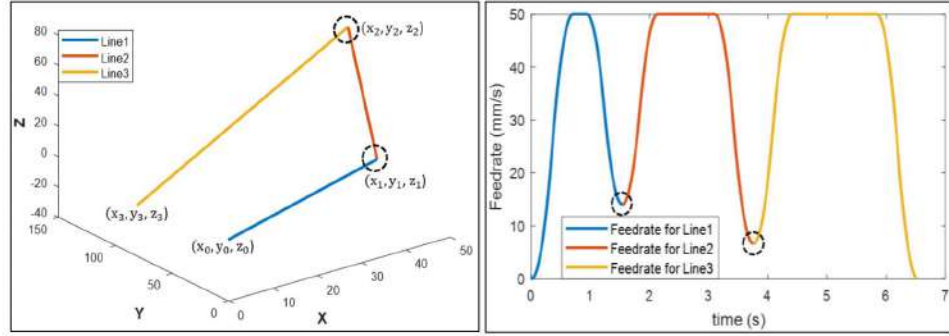 80
60
40
20
0
-20
-40
Z
Line1
Line2
Line3
(x2, y2, z2)
(x1, y1, z1)
(x3, y3, z3)
(x0, y0, z0)
150
100
50
0
Y
0
10
20
30
40
50
X
50
40
30
20
10
0
Feedrate (mm/s)
Feedrate for Line1
Feedrate for Line2
Feedrate for Line3
0 1 2 3 4 5 6 7
time (s)